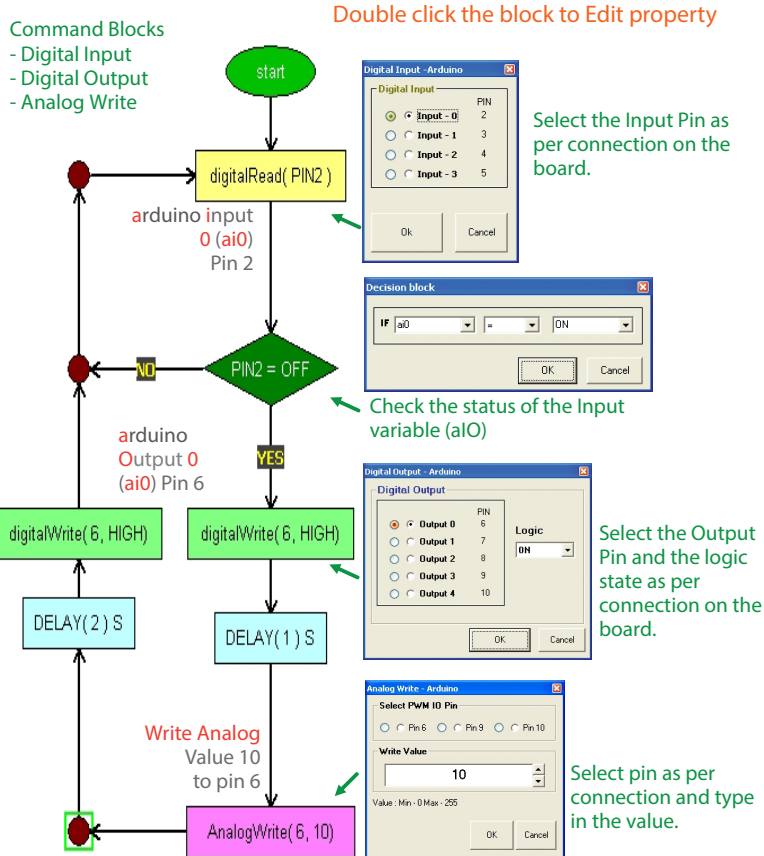 Double click the block to Edit property
Command Blocks
- Digital Input
- Digital Output
- Analog Write
start
digitalRead( PIN2 )
arduino input
0 (ai0)
Pin 2
Digital Input -Arduino
Digital Input
PIN
Input - 0 2
Input - 1 3
Input - 2 4
Input - 3 5
Ok Cancel
Select the Input Pin as
per connection on the
board.
Decision block
IF ai0 = ON
OK Cancel
NO
PIN2 = OFF
Check the status of the Input
variable (aIO)
YES
arduino
Output 0
(ai0) Pin 6
digitalWrite( 6, HIGH)
digitalWrite( 6, HIGH)
Digital Output - Arduino
Digital Output
PIN
Output 0 6
Output 1 7
Output 2 8
Output 3 9
Output 4 10
Logic
ON
OK Cancel
Select the Output
Pin and the logic
state as per
connection on the
board.
DELAY( 2 ) S
DELAY( 1 ) S
Write Analog
Value 10
to pin 6
Analog Write - Arduino
Select PWM IO Pin
Pin 6 Pin 9 Pin 10
Write Value
10
Value : Min - 0 Max - 255
OK Cancel
Select pin as per
connection and type
in the value.
AnalogWrite( 6, 10)